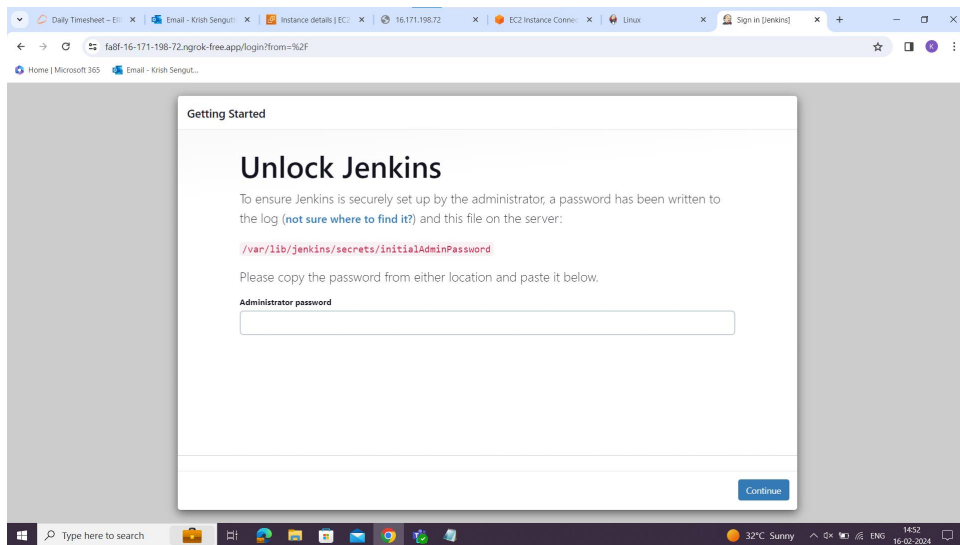 Daily Timesheet – El
Email - Krish Sengupt
Instance details | EC2
16.171.198.72
EC2 Instance Connec
Linux
Sign in [Jenkins]
fa8f-16-171-198-72.ngrok-free.app/login?from=%2F
K
Home | Microsoft 365
Email - Krish Sengut...
Getting Started
Unlock Jenkins
To ensure Jenkins is securely set up by the administrator, a password has been written to
the log (not sure where to find it?) and this file on the server:
/var/lib/jenkins/secrets/initialAdminPassword
Please copy the password from either location and paste it below.
Administrator password
Continue
Type here to search
32°C Sunny
ENG
14:52
16-02-2024